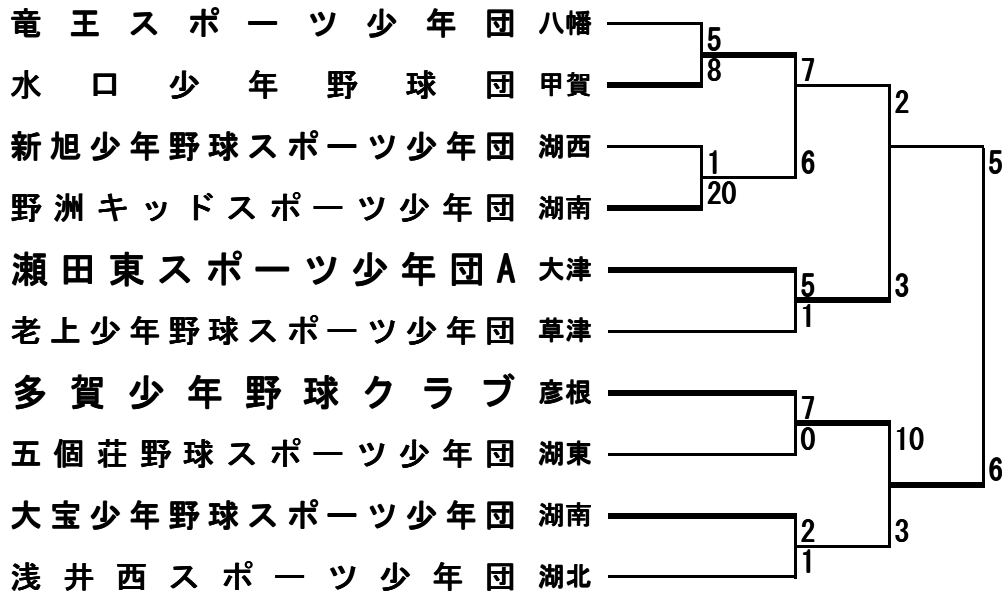 竜王スポーツ少年団 八幡
5
8
7
水口少年野球団 甲賀
2
新旭少年野球スポーツ少年団 湖西
1
20
6
5
野洲キッドスポーツ少年団 湖南
瀬田東スポーツ少年団A 大津
5
1
3
老上少年野球スポーツ少年団 草津
多賀少年野球クラブ 彦根
7
0
10
五個荘野球スポーツ少年団 湖東
6
大宝少年野球スポーツ少年団 湖南
2
1
3
浅井西スポーツ少年団 湖北